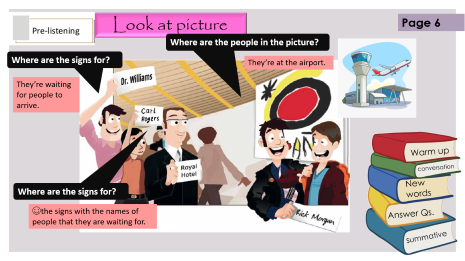 Pre-listening
Look at picture
Page 6
Where are the people in the picture?
Where are the signs for?
They're at the airport.
They're waiting
for people to
arrive.
Dr. Williams
Carl
Rogers
Royal
Hotel
AÑ
Rick Morgan
Where are the signs for?
☺the signs with the names of
people that they are waiting for.
Warm up
conversation
New
words
Answer Qs.
summative